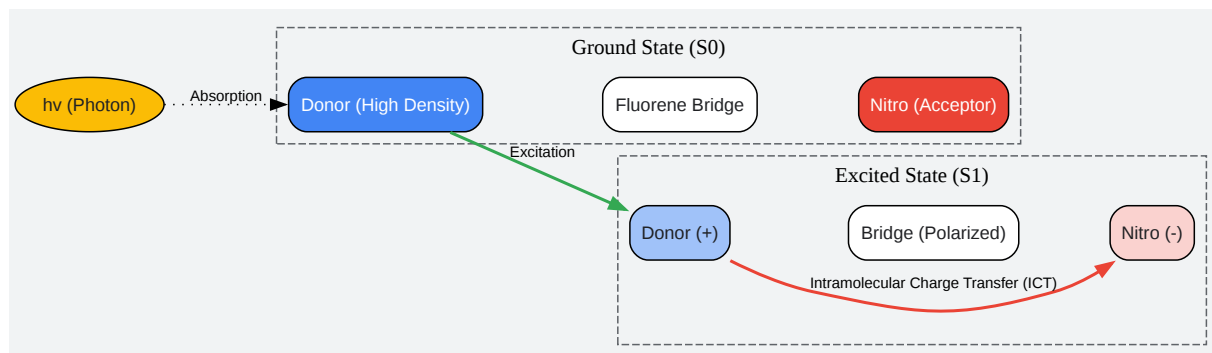 Ground State (S0)
hv (Photon)
Absorption
Donor (High Density)
Fluorene Bridge
Nitro (Acceptor)
Excitation
Excited State (S1)
Donor (+)
Bridge (Polarized)
Nitro (-)
Intramolecular Charge Transfer (ICT)